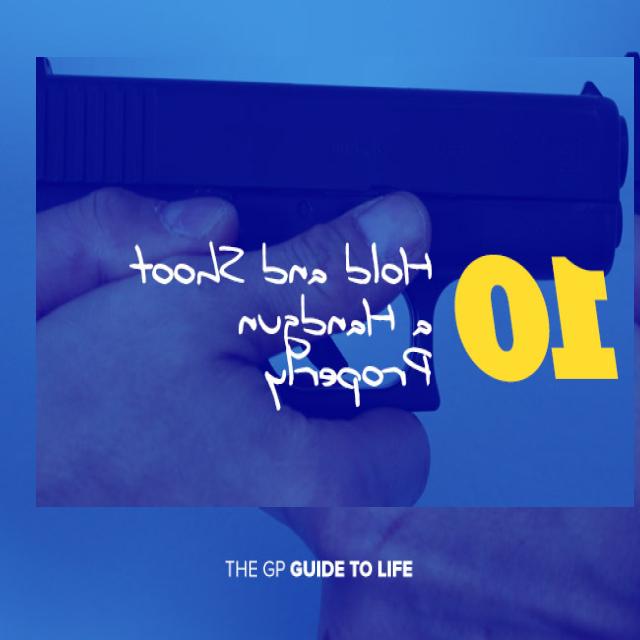 10
Hold and Shoot
a Handgun
Properly
THE GP GUIDE TO LIFE